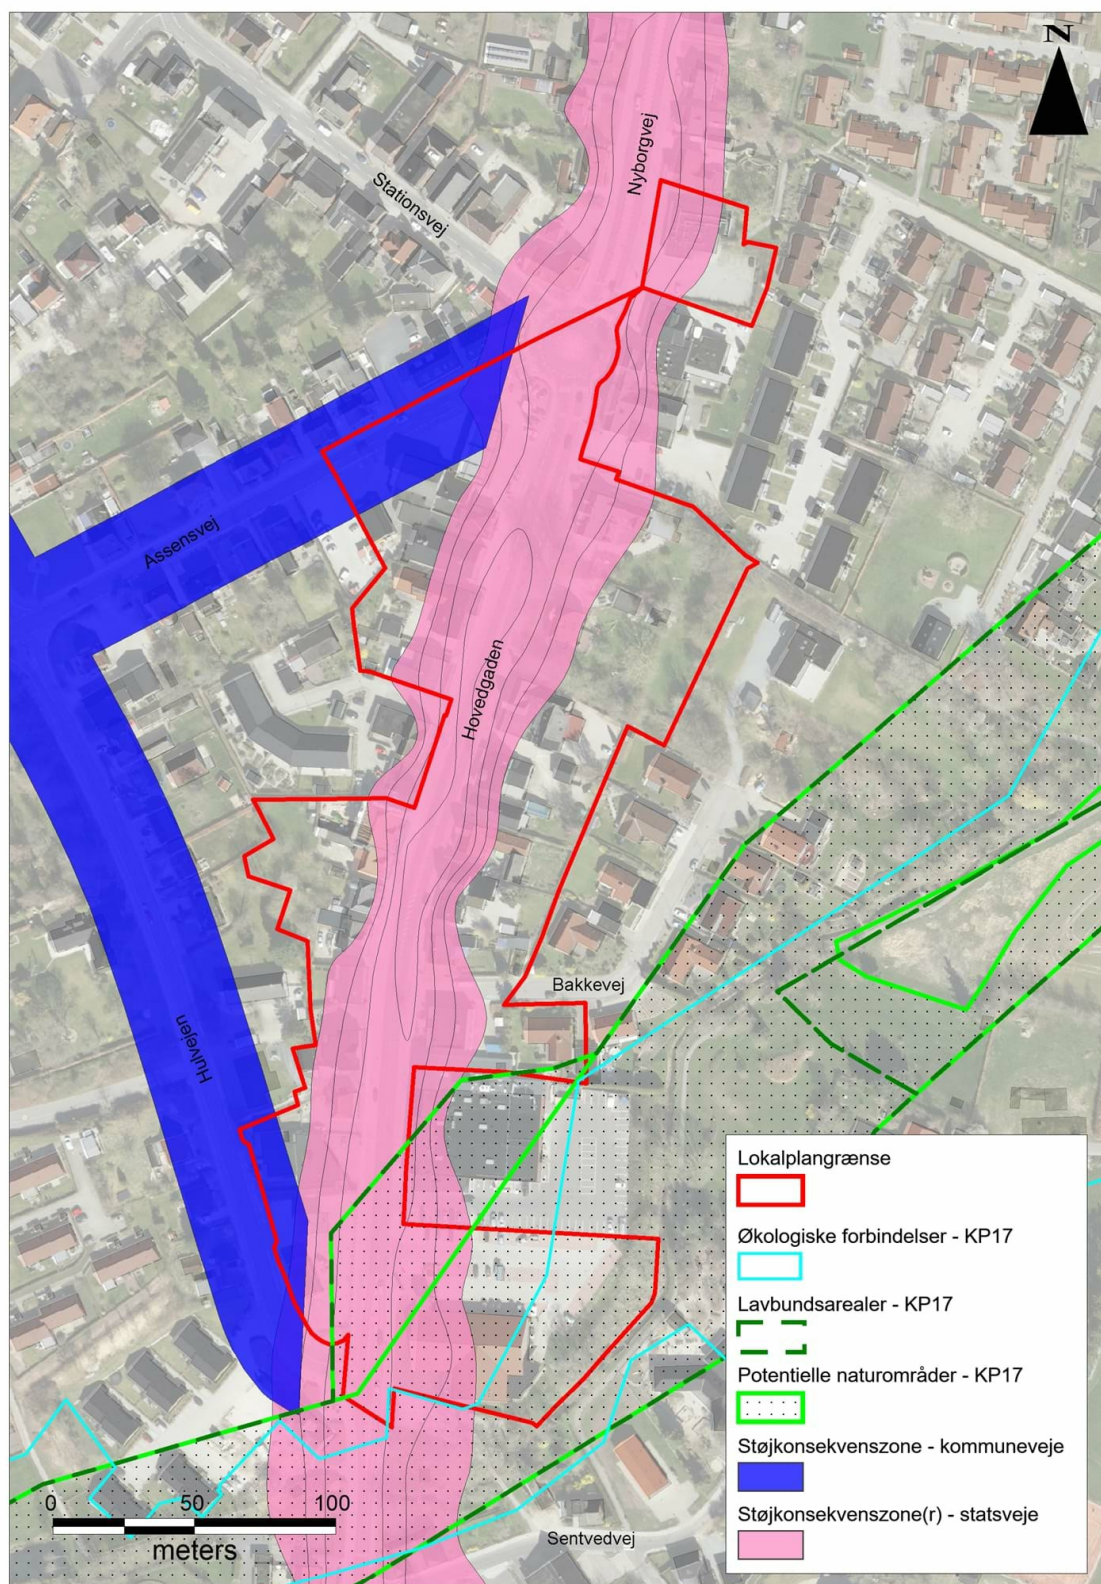 N
Nyborgvej
Stationsvej
Assensvej
Hovedgaden
Bakkevej
Hulvejen
Lokalplangrænse
Økologiske forbindelser - KP17
Lavbundsarealer - KP17
Potentielle naturområder - KP17
Støjkonsekvenszone - kommuneveje
Støjkonsekvenszone(r) - statsveje
0 50 100
meters
Sentvedvej